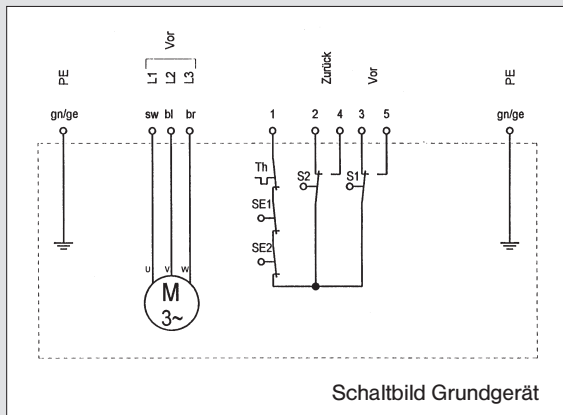 Vor
Zurück
Vor
PE
L1 L2 L3
PE
gn/ge
sw bl br
1 2 4 3 5
gn/ge
Th
S2
S1
SE1
SE2
u v w
M
3~
Schaltbild Grundgerät